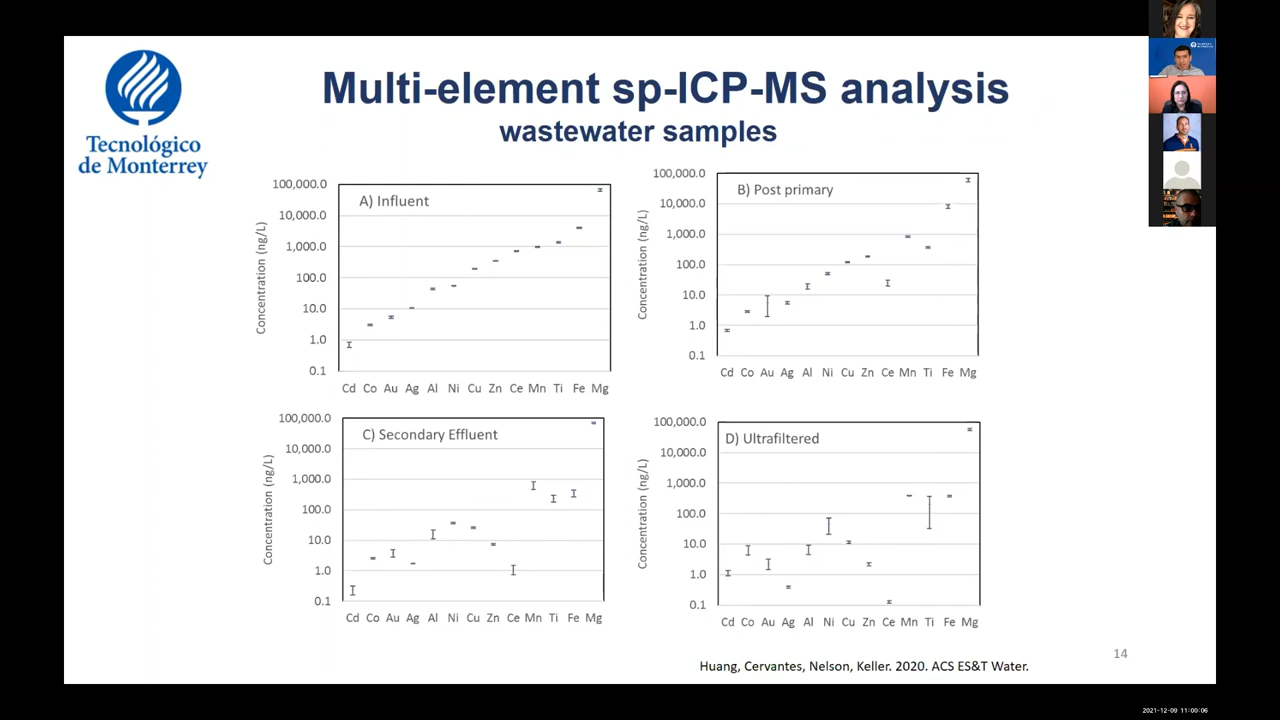 Tecnológico
de Monterrey
Multi-element sp-ICP-MS analysis
wastewater samples
A) Influent
Concentration (ng/L)
100,000.0
10,000.0
1,000.0
100.0
10.0
1.0
0.1
Cd Co Au Ag Al Ni Cu Zn Ce Mn Ti Fe Mg
B) Post primary
Concentration (ng/L)
100,000.0
10,000.0
1,000.0
100.0
10.0
1.0
0.1
Cd Co Au Ag Al Ni Cu Zn Ce Mn Ti Fe Mg
C) Secondary Effluent
Concentration (ng/L)
100,000.0
10,000.0
1,000.0
100.0
10.0
1.0
0.1
Cd Co Au Ag Al Ni Cu Zn Ce Mn Ti Fe Mg
D) Ultrafiltered
Concentration (ng/L)
100,000.0
10,000.0
1,000.0
100.0
10.0
1.0
0.1
Cd Co Au Ag Al Ni Cu Zn Ce Mn Ti Fe Mg
14
Huang, Cervantes, Nelson, Keller. 2020. ACS ES&T Water.
2021-12-09 11:00:06